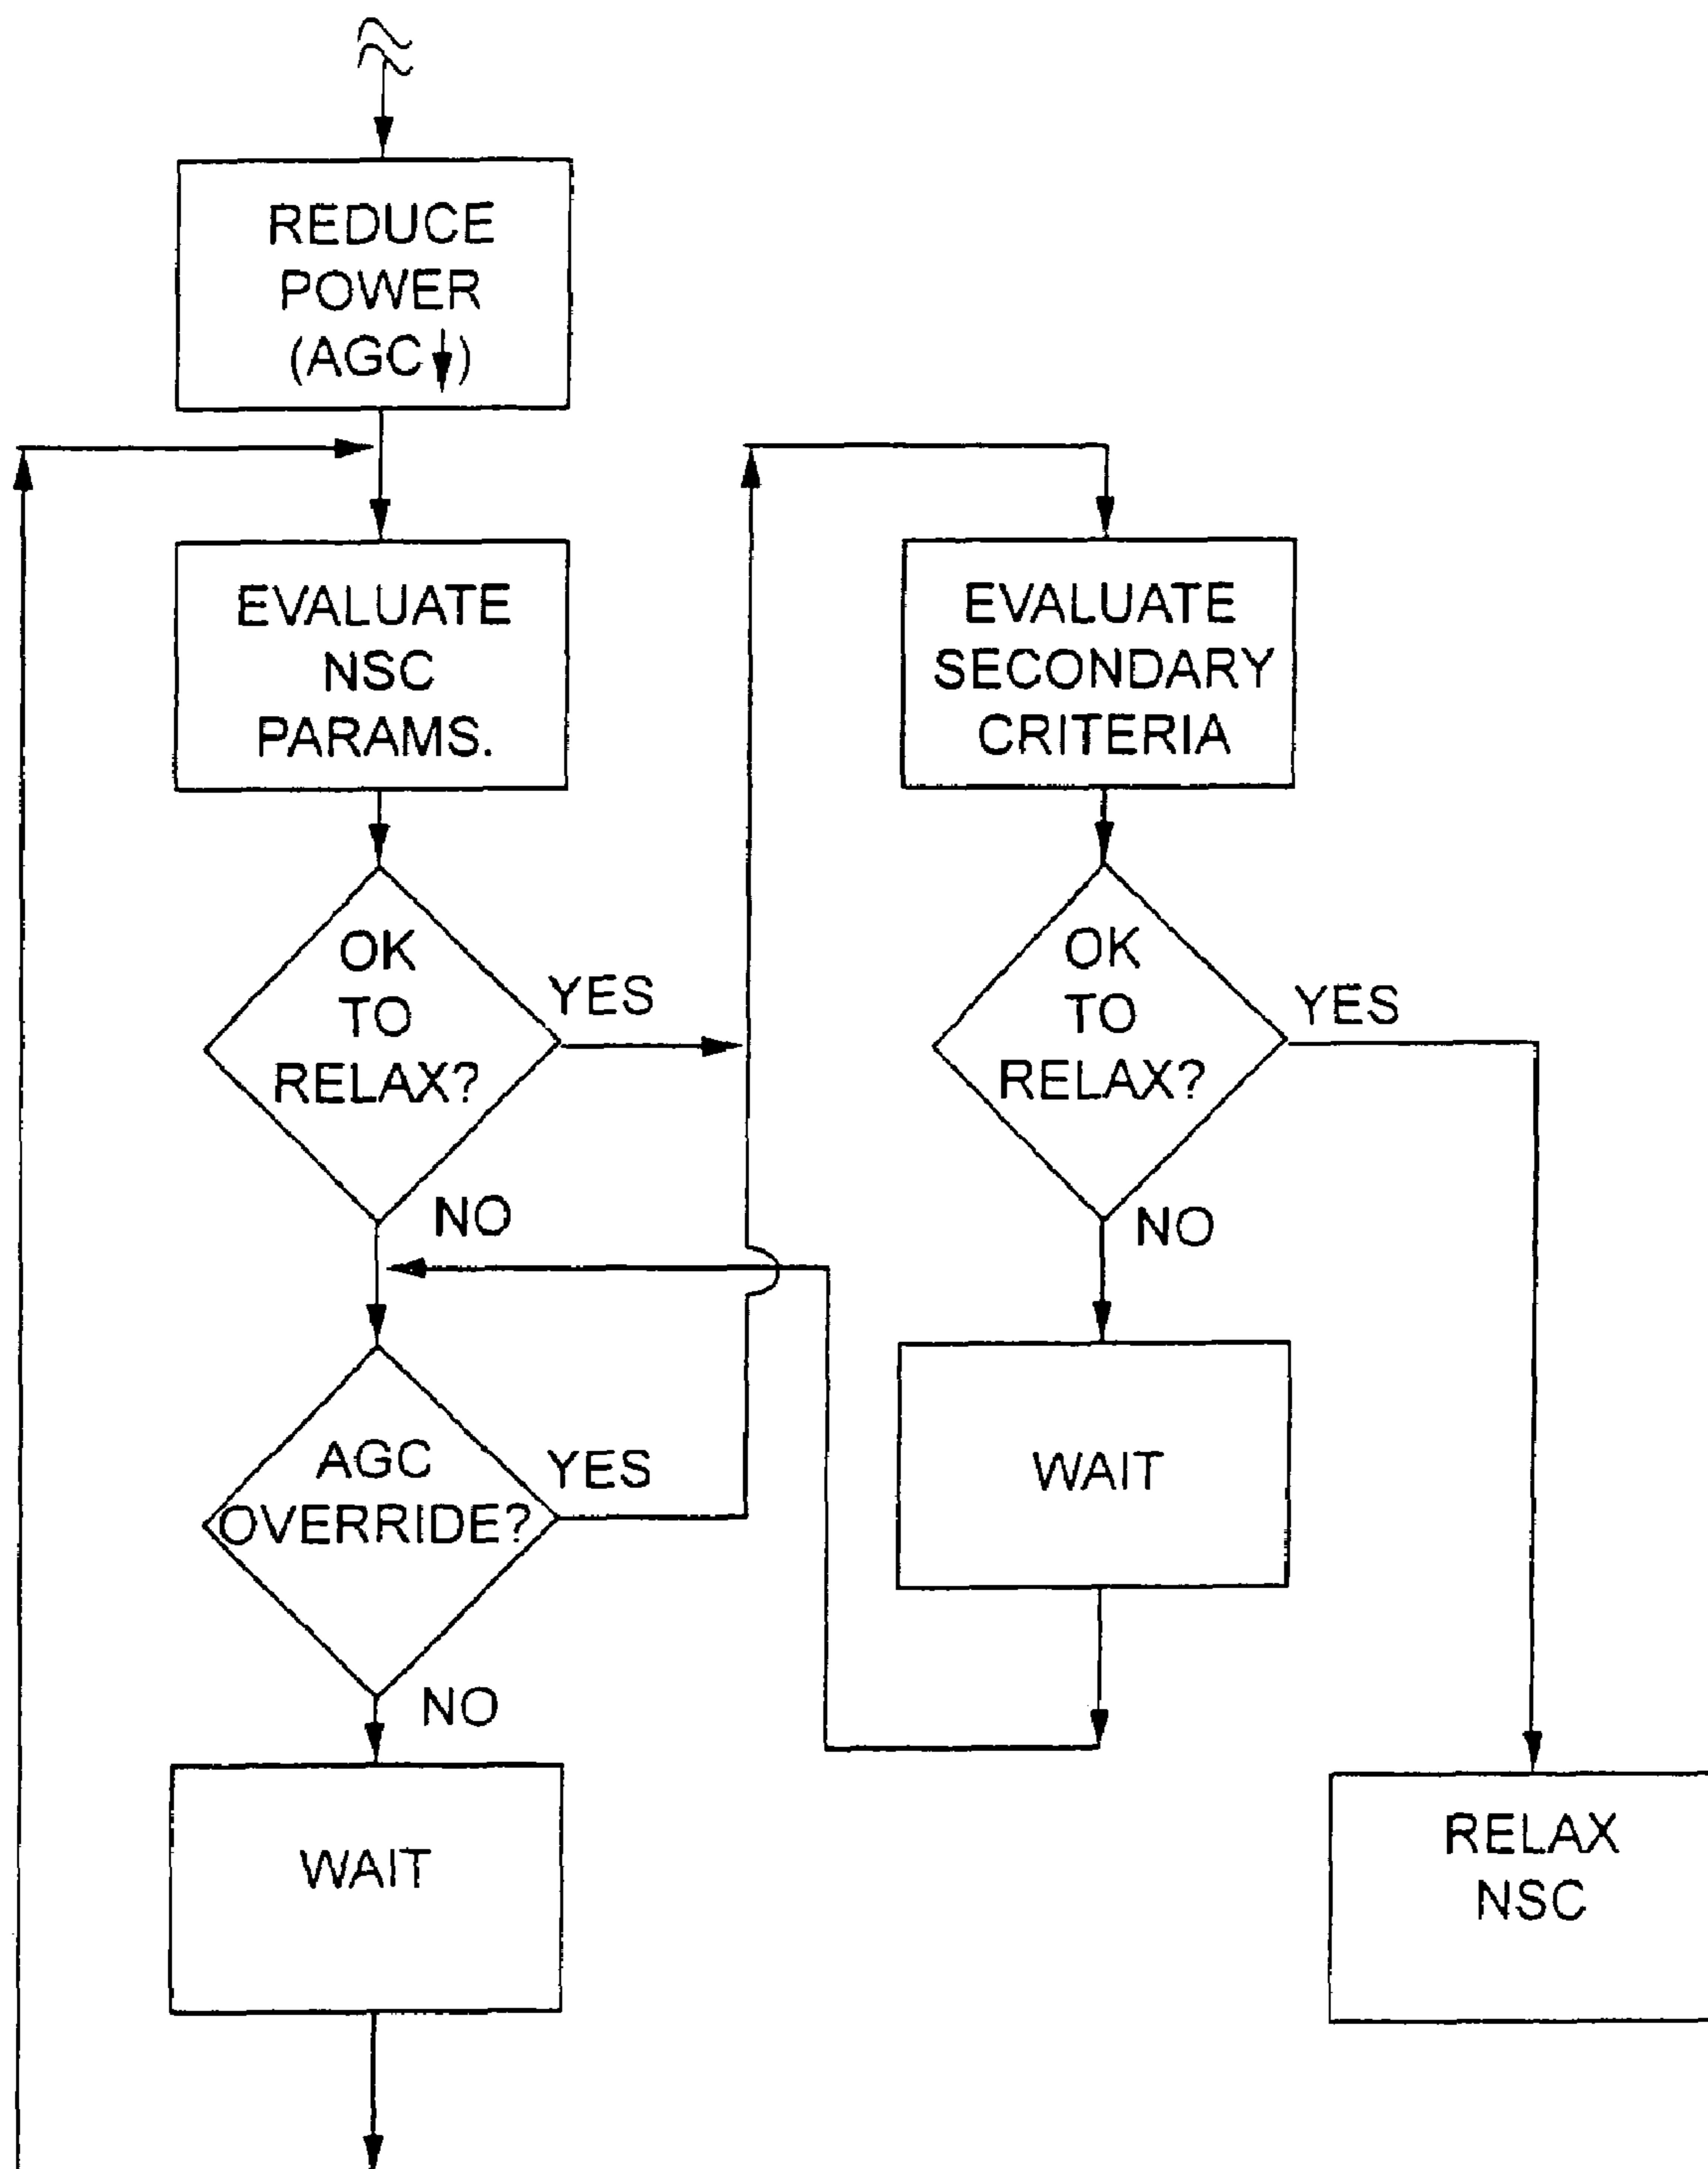 REDUCE
POWER
(AGC↓)
EVALUATE
NSC
PARAMS.
OK
TO
RELAX?
YES
NO
AGC
OVERRIDE?
YES
NO
WAIT
EVALUATE
SECONDARY
CRITERIA
OK
TO
RELAX?
YES
NO
WAIT
RELAX
NSC